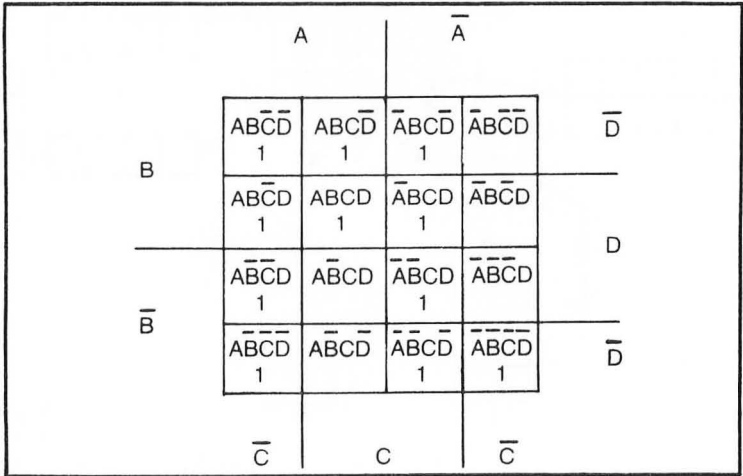 A A̅
ABC̅D̅ ABCD̅ A̅BCD̅ A̅BC̅D̅ D̅
1 1 1
B
ABC̅D ABCD A̅BCD A̅BC̅D
1 1 1
D
AB̅C̅D AB̅CD A̅B̅CD A̅B̅C̅D
1 1
B̅
AB̅C̅D̅ AB̅CD̅ A̅B̅CD̅ A̅B̅C̅D̅ D̅
1 1 1
C̅ C C̅